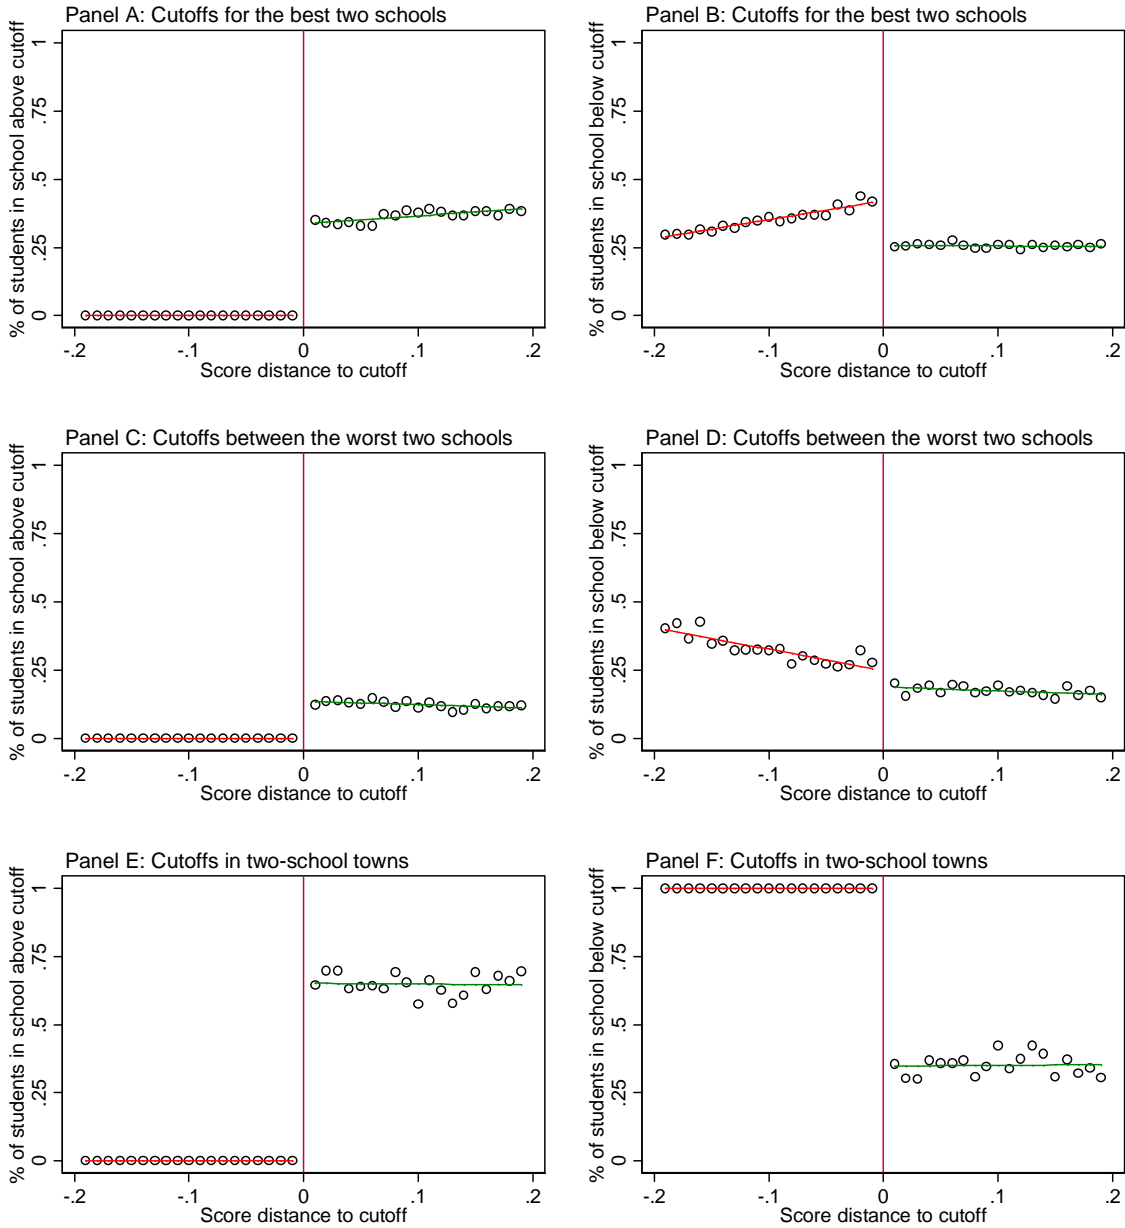 Panel A: Cutoffs for the best two schools
% of students in school above cutoff
1
.75
.5
.25
0
-.2 -.1 0 .1 .2
Score distance to cutoff
Panel B: Cutoffs for the best two schools
% of students in school below cutoff
1
.75
.5
.25
0
-.2 -.1 0 .1 .2
Score distance to cutoff
Panel C: Cutoffs between the worst two schools
% of students in school above cutoff
1
.75
.5
.25
0
-.2 -.1 0 .1 .2
Score distance to cutoff
Panel D: Cutoffs between the worst two schools
% of students in school below cutoff
1
.75
.5
.25
0
-.2 -.1 0 .1 .2
Score distance to cutoff
Panel E: Cutoffs in two-school towns
% of students in school above cutoff
1
.75
.5
.25
0
-.2 -.1 0 .1 .2
Score distance to cutoff
Panel F: Cutoffs in two-school towns
% of students in school below cutoff
1
.75
.5
.25
0
-.2 -.1 0 .1 .2
Score distance to cutoff